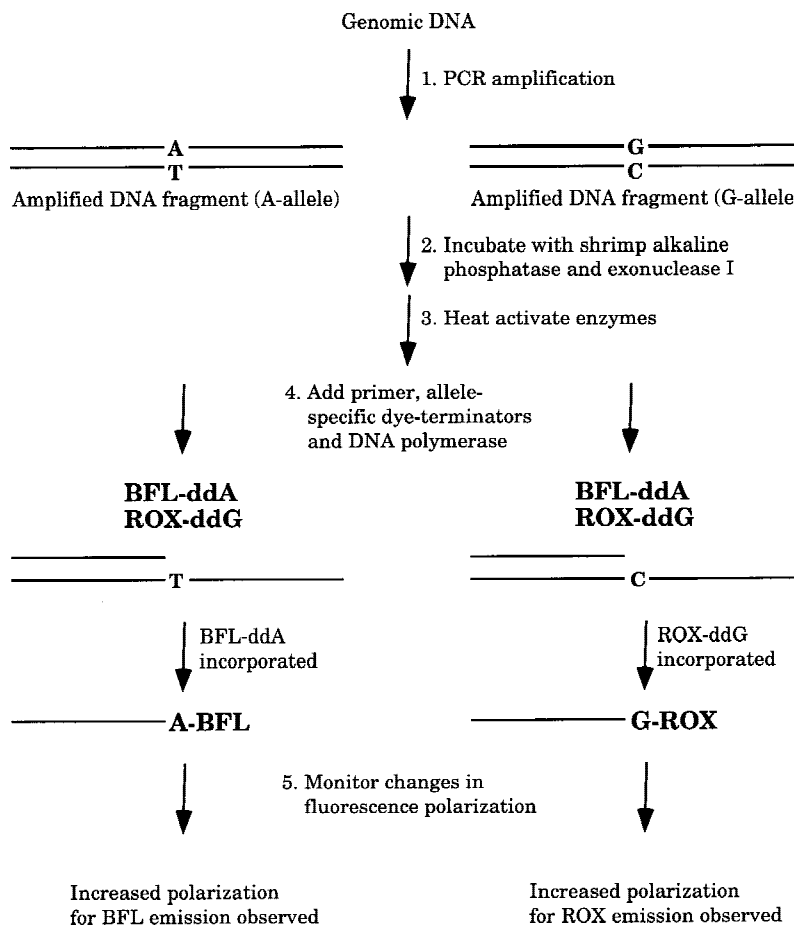 Genomic DNA
1. PCR amplification
A
T
G
C
Amplified DNA fragment (A-allele)
Amplified DNA fragment (G-allele
2. Incubate with shrimp alkaline
phosphatase and exonuclease I
3. Heat activate enzymes
4. Add primer, allele-
specific dye-terminators
and DNA polymerase
BFL-ddA
ROX-ddG
BFL-ddA
ROX-ddG
T
C
BFL-ddA
incorporated
ROX-ddG
incorporated
A-BFL
G-ROX
5. Monitor changes in
fluorescence polarization
Increased polarization
for BFL emission observed
Increased polarization
for ROX emission observed